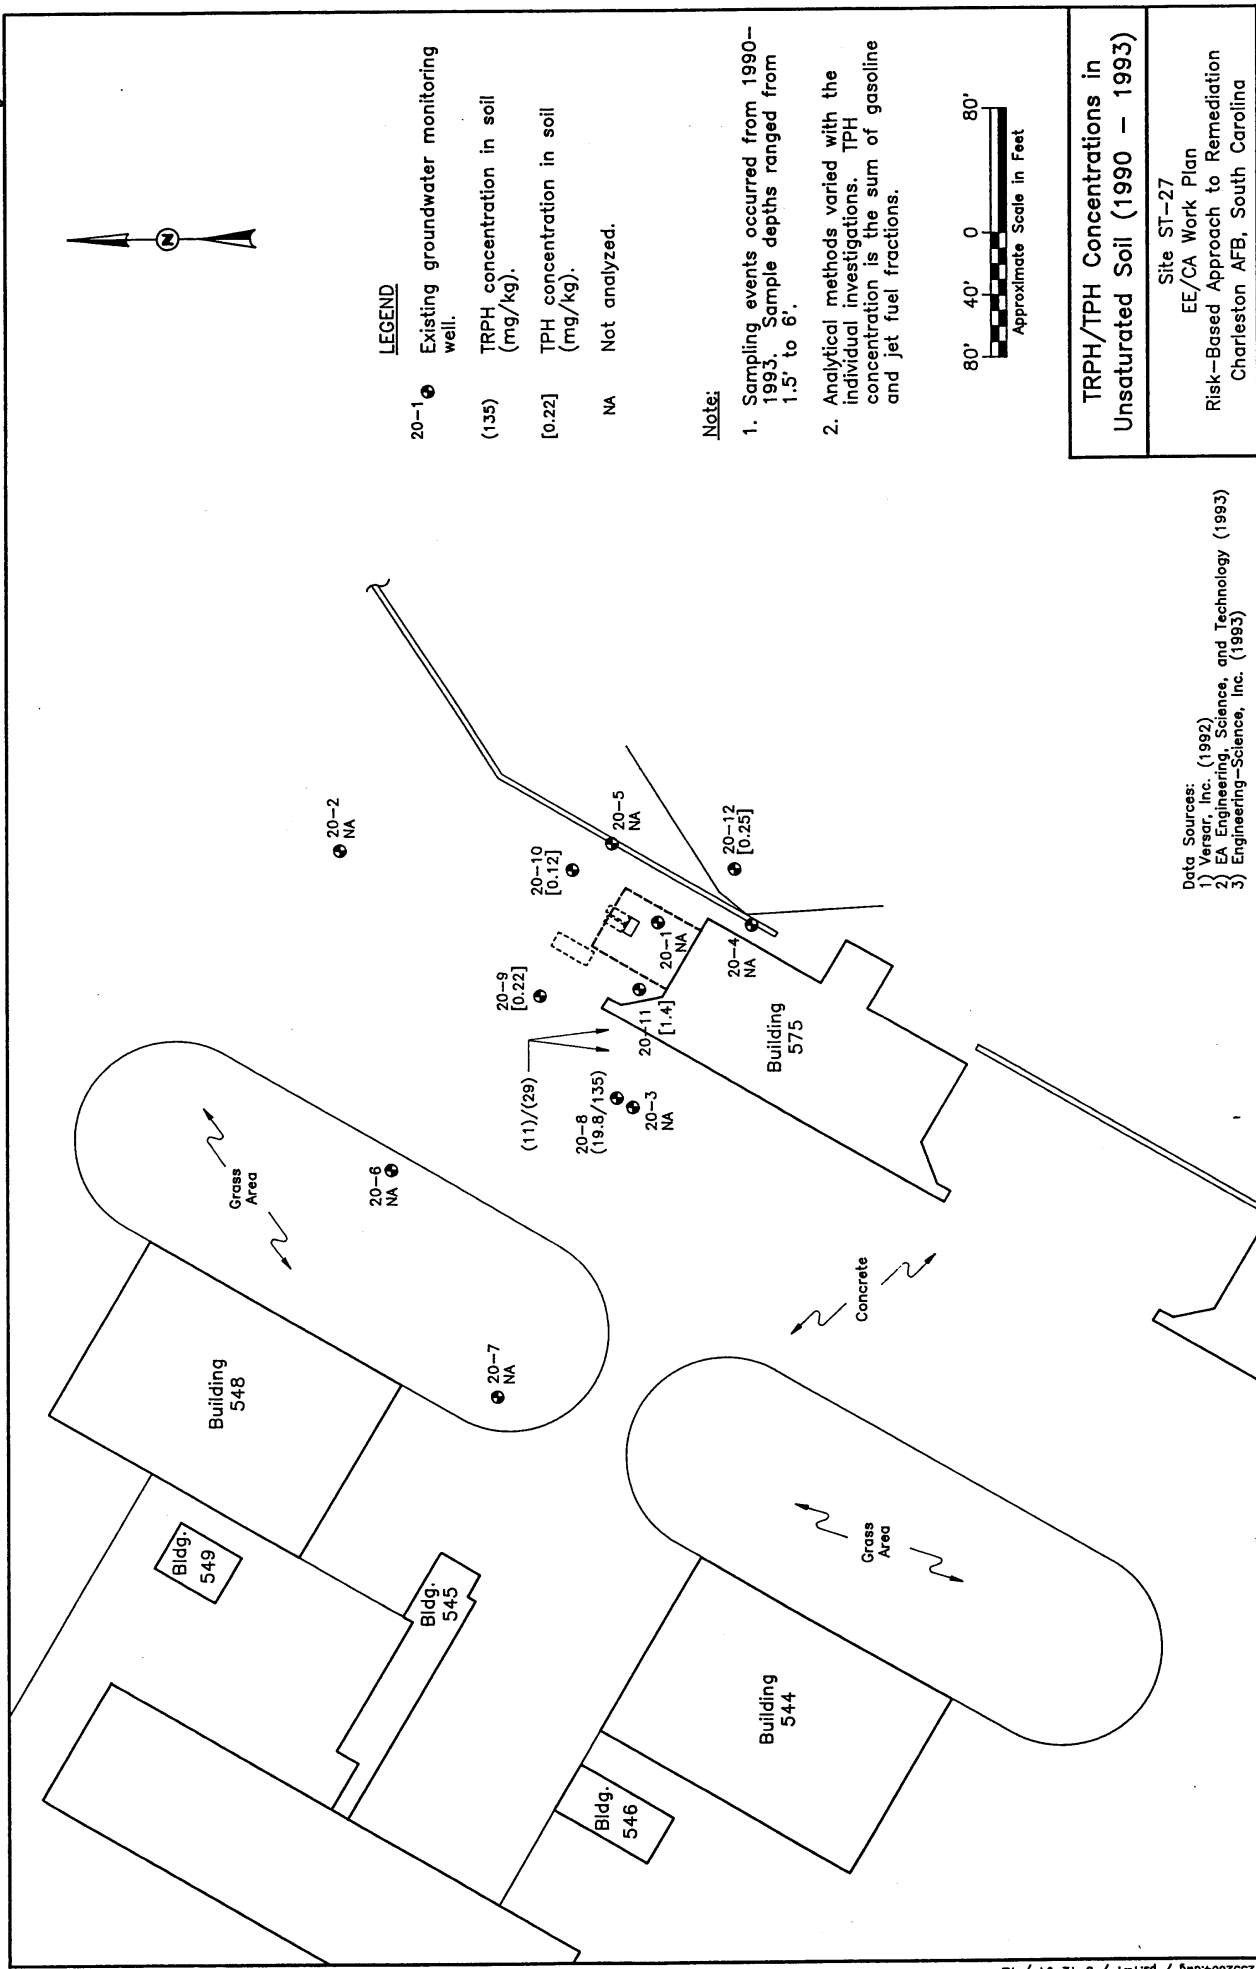 LEGEND
20-1
Existing groundwater monitoring
well.
(135)
TRPH concentration in soil
(mg/kg).
[0.22]
TPH concentration in soil
(mg/kg).
NA
Not analyzed.
Note:
1. Sampling events occurred from 1990-
1993. Sample depths ranged from
1.5' to 6'.
2. Analytical methods varied with the
individual investigations. TPH
concentration is the sum of gasoline
and jet fuel fractions.
80' 40' 0 80'
Approximate Scale in Feet
N
TRPH/TPH Concentrations in
Unsaturated Soil (1990 - 1993)
Site ST-27
EE/CA Work Plan
Risk-Based Approach to Remediation
Charleston AFB, South Carolina
Data Sources:
1) Versar, Inc. (1992)
2) EA Engineering, Science, and Technology (1993)
3) Engineering-Science, Inc. (1993)
20-2
NA
20-10
[0.12]
20-5
NA
20-12
[0.25]
20-9
[0.22]
20-1
NA
20-4
NA
20-11
[1.4]
(11)/(29)
20-8
(19.8/135)
20-3
NA
Building
575
20-6
NA
Grass
Area
20-7
NA
Building
548
Concrete
Bldg.
549
Bldg.
545
Grass
Area
Building
544
Bldg.
546